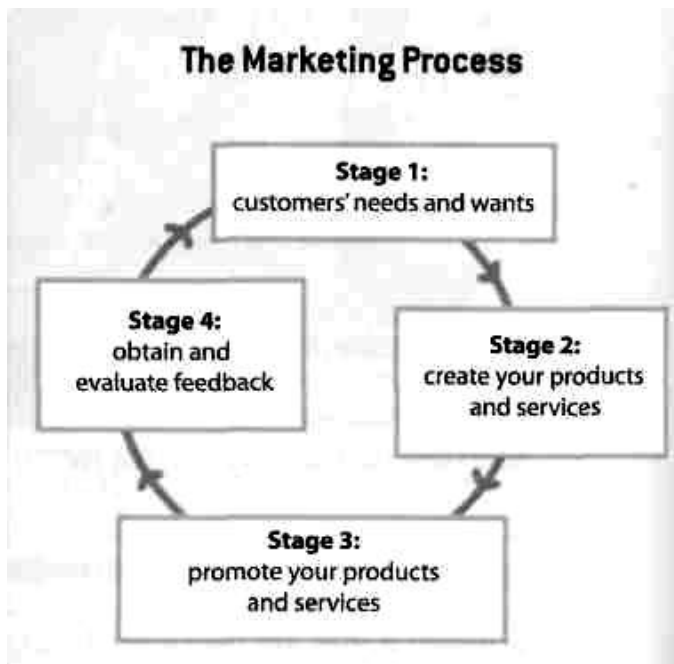 The Marketing Process
Stage 1:
customers' needs and wants
Stage 2:
create your products
and services
Stage 3:
promote your products
and services
Stage 4:
obtain and
evaluate feedback